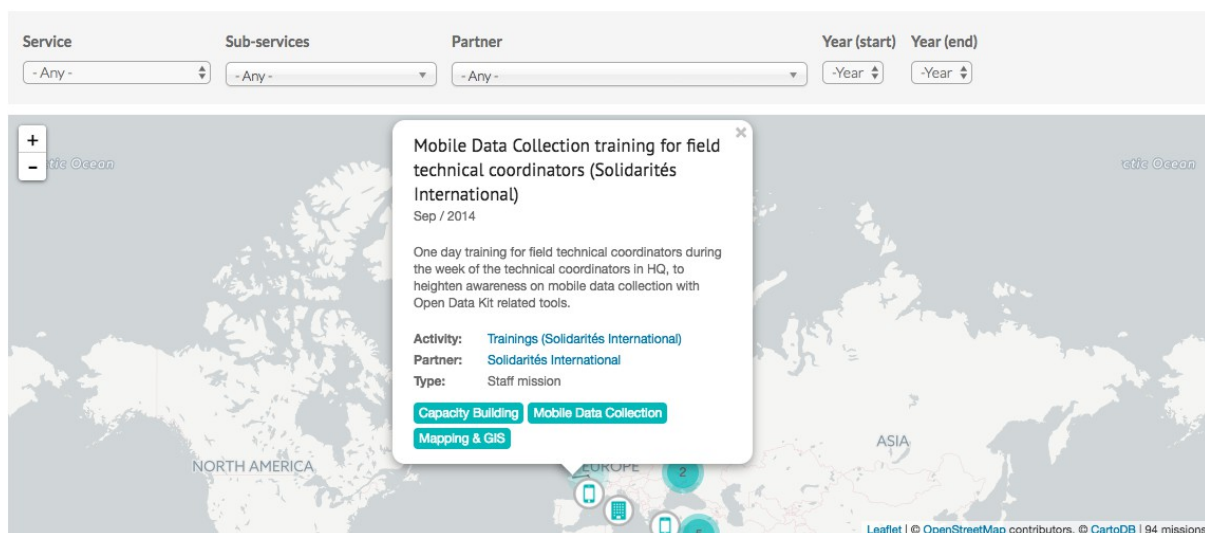 Service Sub-services Partner Year (start) Year (end)
- Any - - Any - - Any - -Year -Year
+
-
tic Ocean
ctic Ocean
×
Mobile Data Collection training for field
technical coordinators (Solidarités
International)
Sep / 2014
One day training for field technical coordinators during
the week of the technical coordinators in HQ, to
heighten awareness on mobile data collection with
Open Data Kit related tools.
Activity: Trainings (Solidarités International)
Partner: Solidarités International
Type: Staff mission
Capacity Building Mobile Data Collection
Mapping & GIS
NORTH AMERICA
EUROPE
ASIA
2
Leaflet | © OpenStreetMap contributors, © CartoDB | 94 missions